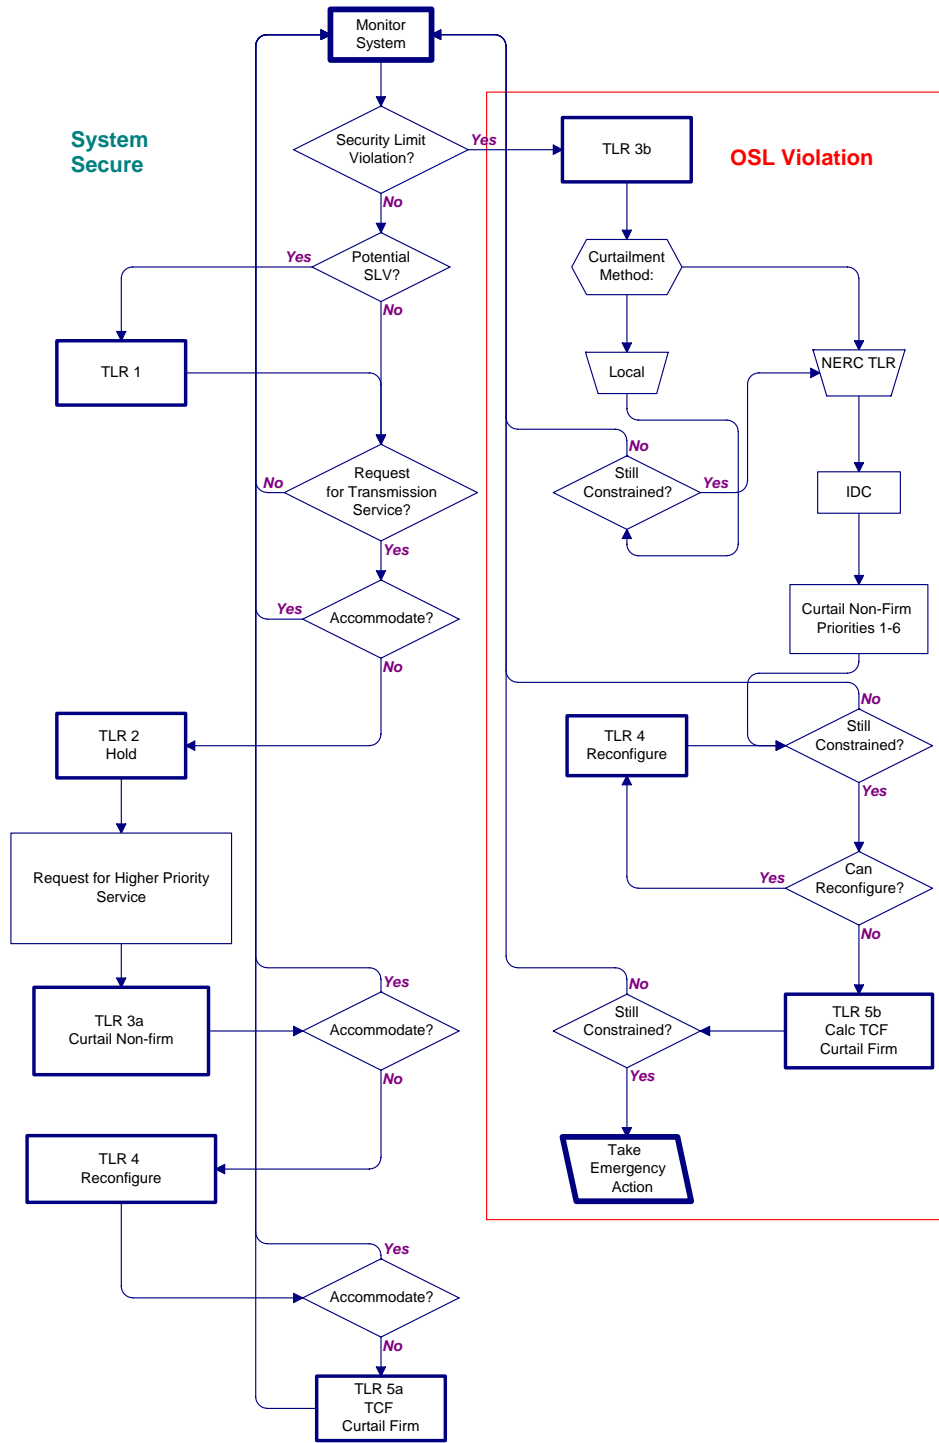 Monitor
System
System
Secure
Security Limit
Violation?
Yes
No
TLR 3b
OSL Violation
Yes
Potential
SLV?
No
Curtailment
Method:
TLR 1
Local
NERC TLR
No
Request
for Transmission
Service?
Yes
No
Still
Constrained?
Yes
IDC
Yes
Accommodate?
No
Curtail Non-Firm
Priorities 1-6
TLR 2
Hold
TLR 4
Reconfigure
No
Still
Constrained?
Yes
Request for Higher Priority
Service
Yes
Can
Reconfigure?
No
TLR 3a
Curtail Non-firm
Yes
Accommodate?
No
No
Still
Constrained?
Yes
TLR 5b
Calc TCF
Curtail Firm
TLR 4
Reconfigure
Take
Emergency
Action
Yes
Accommodate?
No
TLR 5a
TCF
Curtail Firm